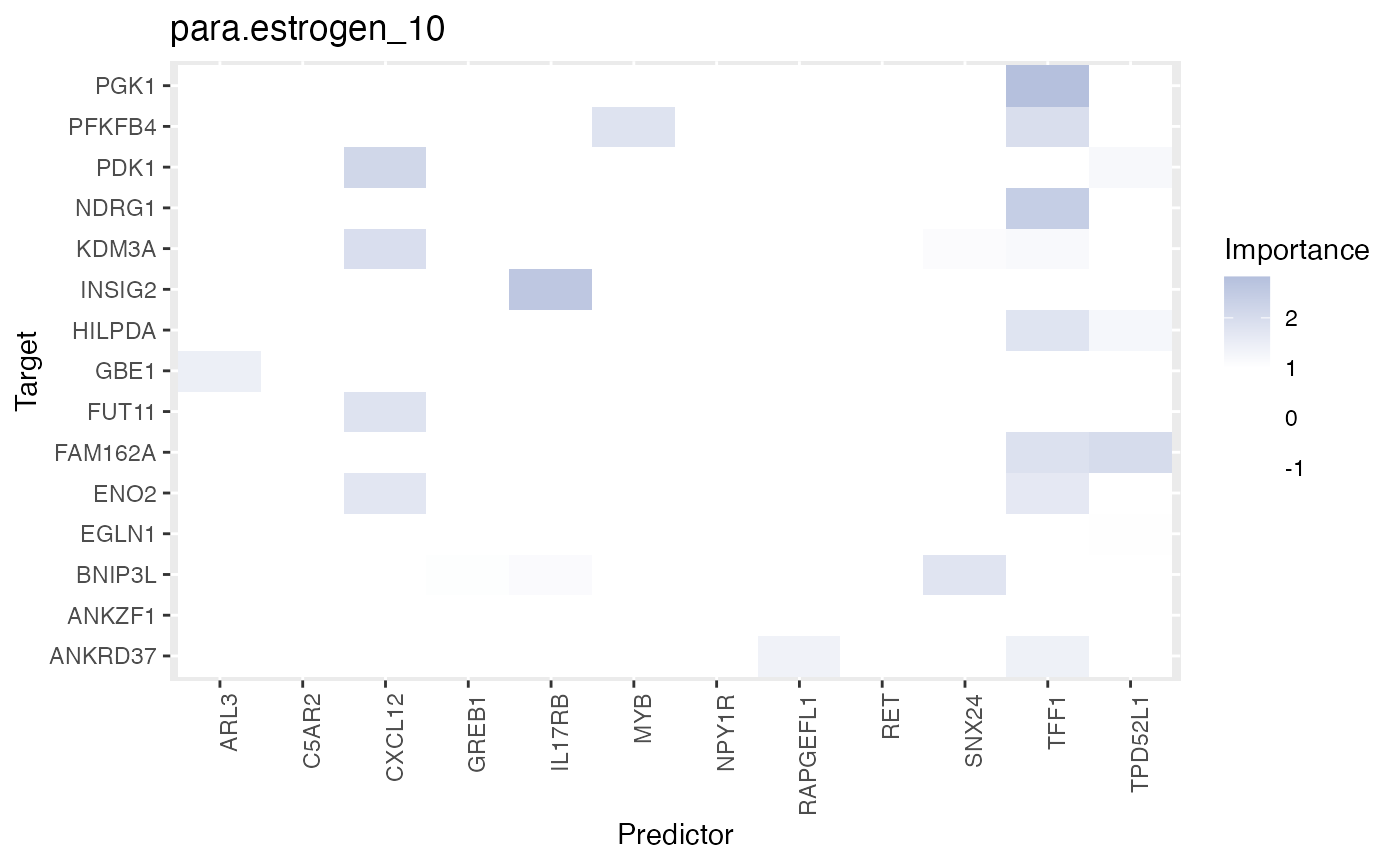 para.estrogen_10
Target
PGK1
PFKFB4
PDK1
NDRG1
KDM3A
INSIG2
HILPDA
GBE1
FUT11
FAM162A
ENO2
EGLN1
BNIP3L
ANKZF1
ANKRD37
ARL3
C5AR2
CXCL12
GREB1
IL17RB
MYB
NPY1R
RAPGEFL1
RET
SNX24
TFF1
TPD52L1
Predictor
Importance
2
1
0
-1